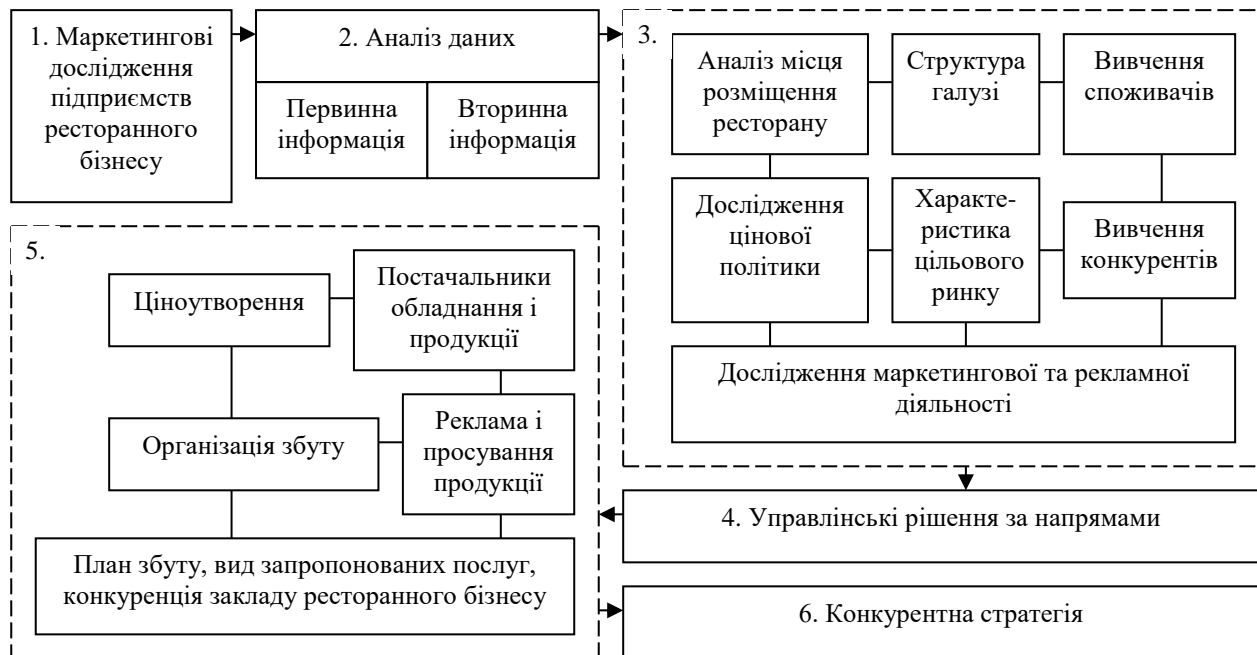 1. Маркетингові
дослідження
підприємств
ресторанного
бізнесу
2. Аналіз даних
Первинна
інформація
Вторинна
інформація
3.
Аналіз місця
розміщення
ресторану
Структура
галузі
Вивчення
споживачів
Дослідження
цінової
політики
Характе-
ристика
цільового
ринку
Вивчення
конкурентів
Дослідження маркетингової та рекламної
діяльності
4. Управлінські рішення за напрямами
5.
Ціноутворення
Постачальники
обладнання і
продукції
Організація збуту
Реклама і
просування
продукції
План збуту, вид запропонованих послуг,
конкуренція закладу ресторанного бізнесу
6. Конкурентна стратегія